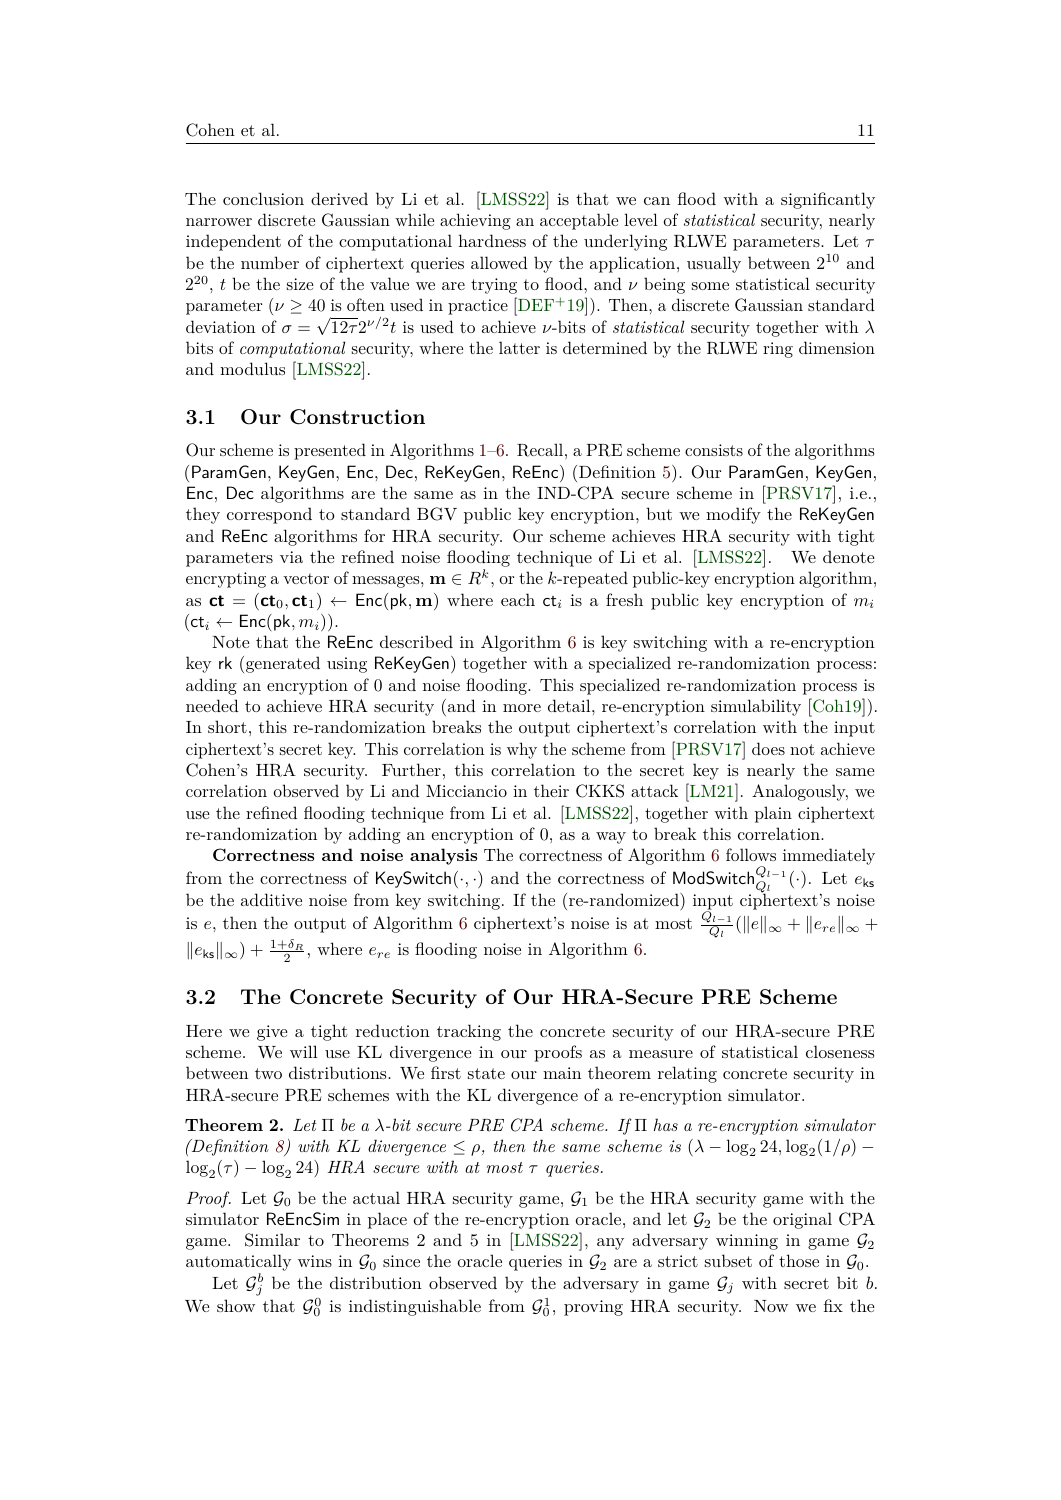 Cohen et al. 11
The conclusion derived by Li et al. [LMSS22] is that we can flood with a significantly
narrower discrete Gaussian while achieving an acceptable level of statistical security, nearly
independent of the computational hardness of the underlying RLWE parameters. Let τ
be the number of ciphertext queries allowed by the application, usually between 2^10 and
2^20, t be the size of the value we are trying to flood, and ν being some statistical security
parameter (ν ≥ 40 is often used in practice [DEF+19]). Then, a discrete Gaussian standard
deviation of σ = √(12τ)2^{ν/2}t is used to achieve ν-bits of statistical security together with λ
bits of computational security, where the latter is determined by the RLWE ring dimension
and modulus [LMSS22].
3.1 Our Construction
Our scheme is presented in Algorithms 1–6. Recall, a PRE scheme consists of the algorithms
(ParamGen, KeyGen, Enc, Dec, ReKeyGen, ReEnc) (Definition 5). Our ParamGen, KeyGen,
Enc, Dec algorithms are the same as in the IND-CPA secure scheme in [PRSV17], i.e.,
they correspond to standard BGV public key encryption, but we modify the ReKeyGen
and ReEnc algorithms for HRA security. Our scheme achieves HRA security with tight
parameters via the refined noise flooding technique of Li et al. [LMSS22]. We denote
encrypting a vector of messages, m ∈ R^k, or the k-repeated public-key encryption algorithm,
as ct = (ct_0, ct_1) ← Enc(pk, m) where each ct_i is a fresh public key encryption of m_i
(ct_i ← Enc(pk, m_i)).
Note that the ReEnc described in Algorithm 6 is key switching with a re-encryption
key rk (generated using ReKeyGen) together with a specialized re-randomization process:
adding an encryption of 0 and noise flooding. This specialized re-randomization process is
needed to achieve HRA security (and in more detail, re-encryption simulability [Coh19]).
In short, this re-randomization breaks the output ciphertext's correlation with the input
ciphertext's secret key. This correlation is why the scheme from [PRSV17] does not achieve
Cohen's HRA security. Further, this correlation to the secret key is nearly the same
correlation observed by Li and Micciancio in their CKKS attack [LM21]. Analogously, we
use the refined flooding technique from Li et al. [LMSS22], together with plain ciphertext
re-randomization by adding an encryption of 0, as a way to break this correlation.
Correctness and noise analysis The correctness of Algorithm 6 follows immediately
from the correctness of KeySwitch(·, ·) and the correctness of ModSwitch_{Q_l}^{Q_{l−1}}(·). Let e_ks
be the additive noise from key switching. If the (re-randomized) input ciphertext's noise
is e, then the output of Algorithm 6 ciphertext's noise is at most Q_{l−1}/Q_l (‖e‖_∞ + ‖e_re‖_∞ +
‖e_ks‖_∞) + (1+δ_R)/2, where e_re is flooding noise in Algorithm 6.
3.2 The Concrete Security of Our HRA-Secure PRE Scheme
Here we give a tight reduction tracking the concrete security of our HRA-secure PRE
scheme. We will use KL divergence in our proofs as a measure of statistical closeness
between two distributions. We first state our main theorem relating concrete security in
HRA-secure PRE schemes with the KL divergence of a re-encryption simulator.
Theorem 2. Let Π be a λ-bit secure PRE CPA scheme. If Π has a re-encryption simulator
(Definition 8) with KL divergence ≤ ρ, then the same scheme is (λ − log_2 24, log_2(1/ρ) −
log_2(τ) − log_2 24) HRA secure with at most τ queries.
Proof. Let G_0 be the actual HRA security game, G_1 be the HRA security game with the
simulator ReEncSim in place of the re-encryption oracle, and let G_2 be the original CPA
game. Similar to Theorems 2 and 5 in [LMSS22], any adversary winning in game G_2
automatically wins in G_0 since the oracle queries in G_2 are a strict subset of those in G_0.
Let G_j^b be the distribution observed by the adversary in game G_j with secret bit b.
We show that G_0^0 is indistinguishable from G_0^1, proving HRA security. Now we fix the